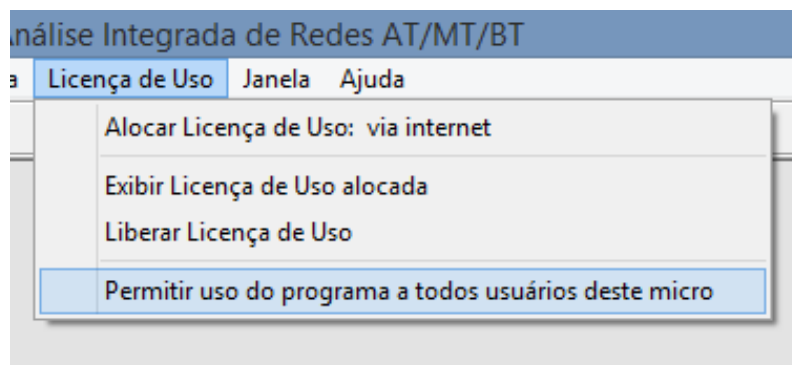 Análise Integrada de Redes AT/MT/BT
a Licença de Uso Janela Ajuda
Alocar Licença de Uso: via internet
Exibir Licença de Uso alocada
Liberar Licença de Uso
Permitir uso do programa a todos usuários deste micro